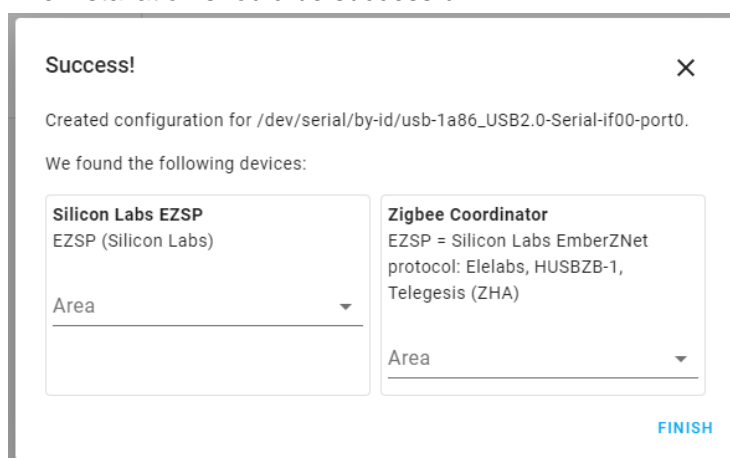 Success!
Created configuration for /dev/serial/by-id/usb-1a86_USB2.0-Serial-if00-port0.
We found the following devices:
Silicon Labs EZSP
EZSP (Silicon Labs)
Area
Zigbee Coordinator
EZSP = Silicon Labs EmberZNet
protocol: Elelabs, HUSBZB-1,
Telegesis (ZHA)
Area
FINISH